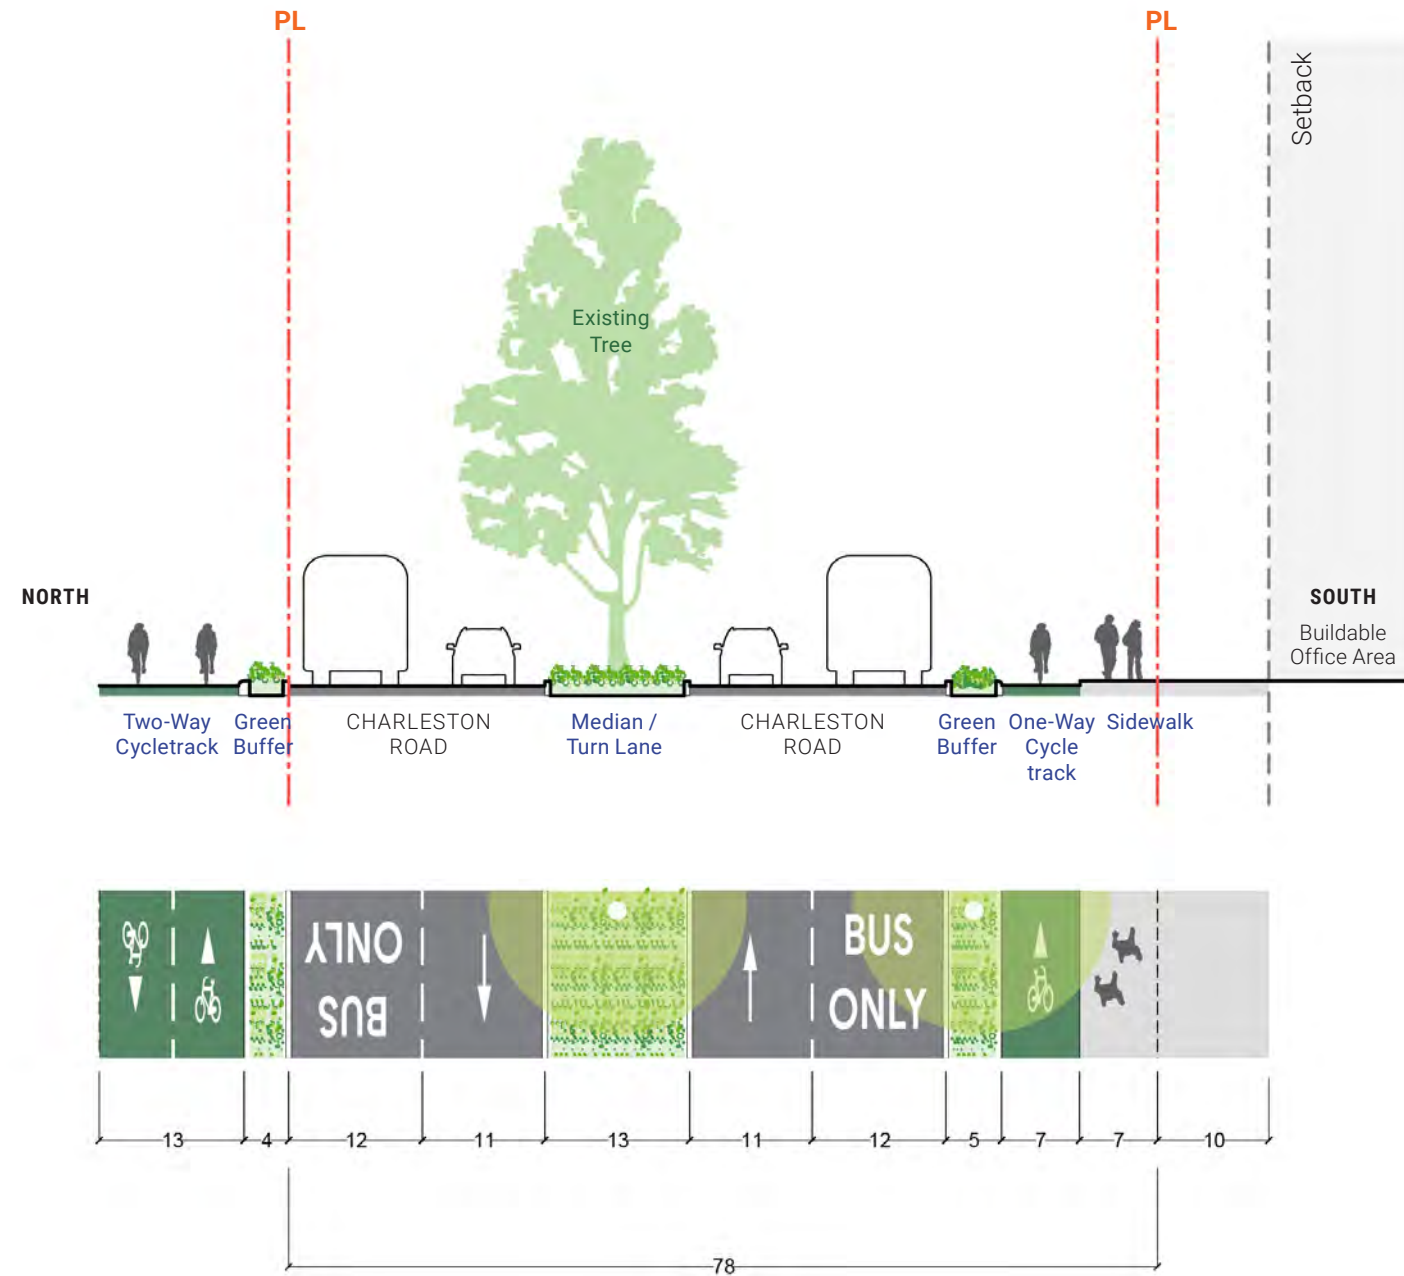 PL
PL
Setback
Existing
Tree
NORTH
SOUTH
Buildable
Office Area
Two-Way
Cycletrack
Green
Buffer
CHARLESTON
ROAD
Median /
Turn Lane
CHARLESTON
ROAD
Green
Buffer
One-Way
Cycle
track
Sidewalk
BUS
ONLY
BUS
ONLY
13
4
12
11
13
11
12
5
7
7
10
78